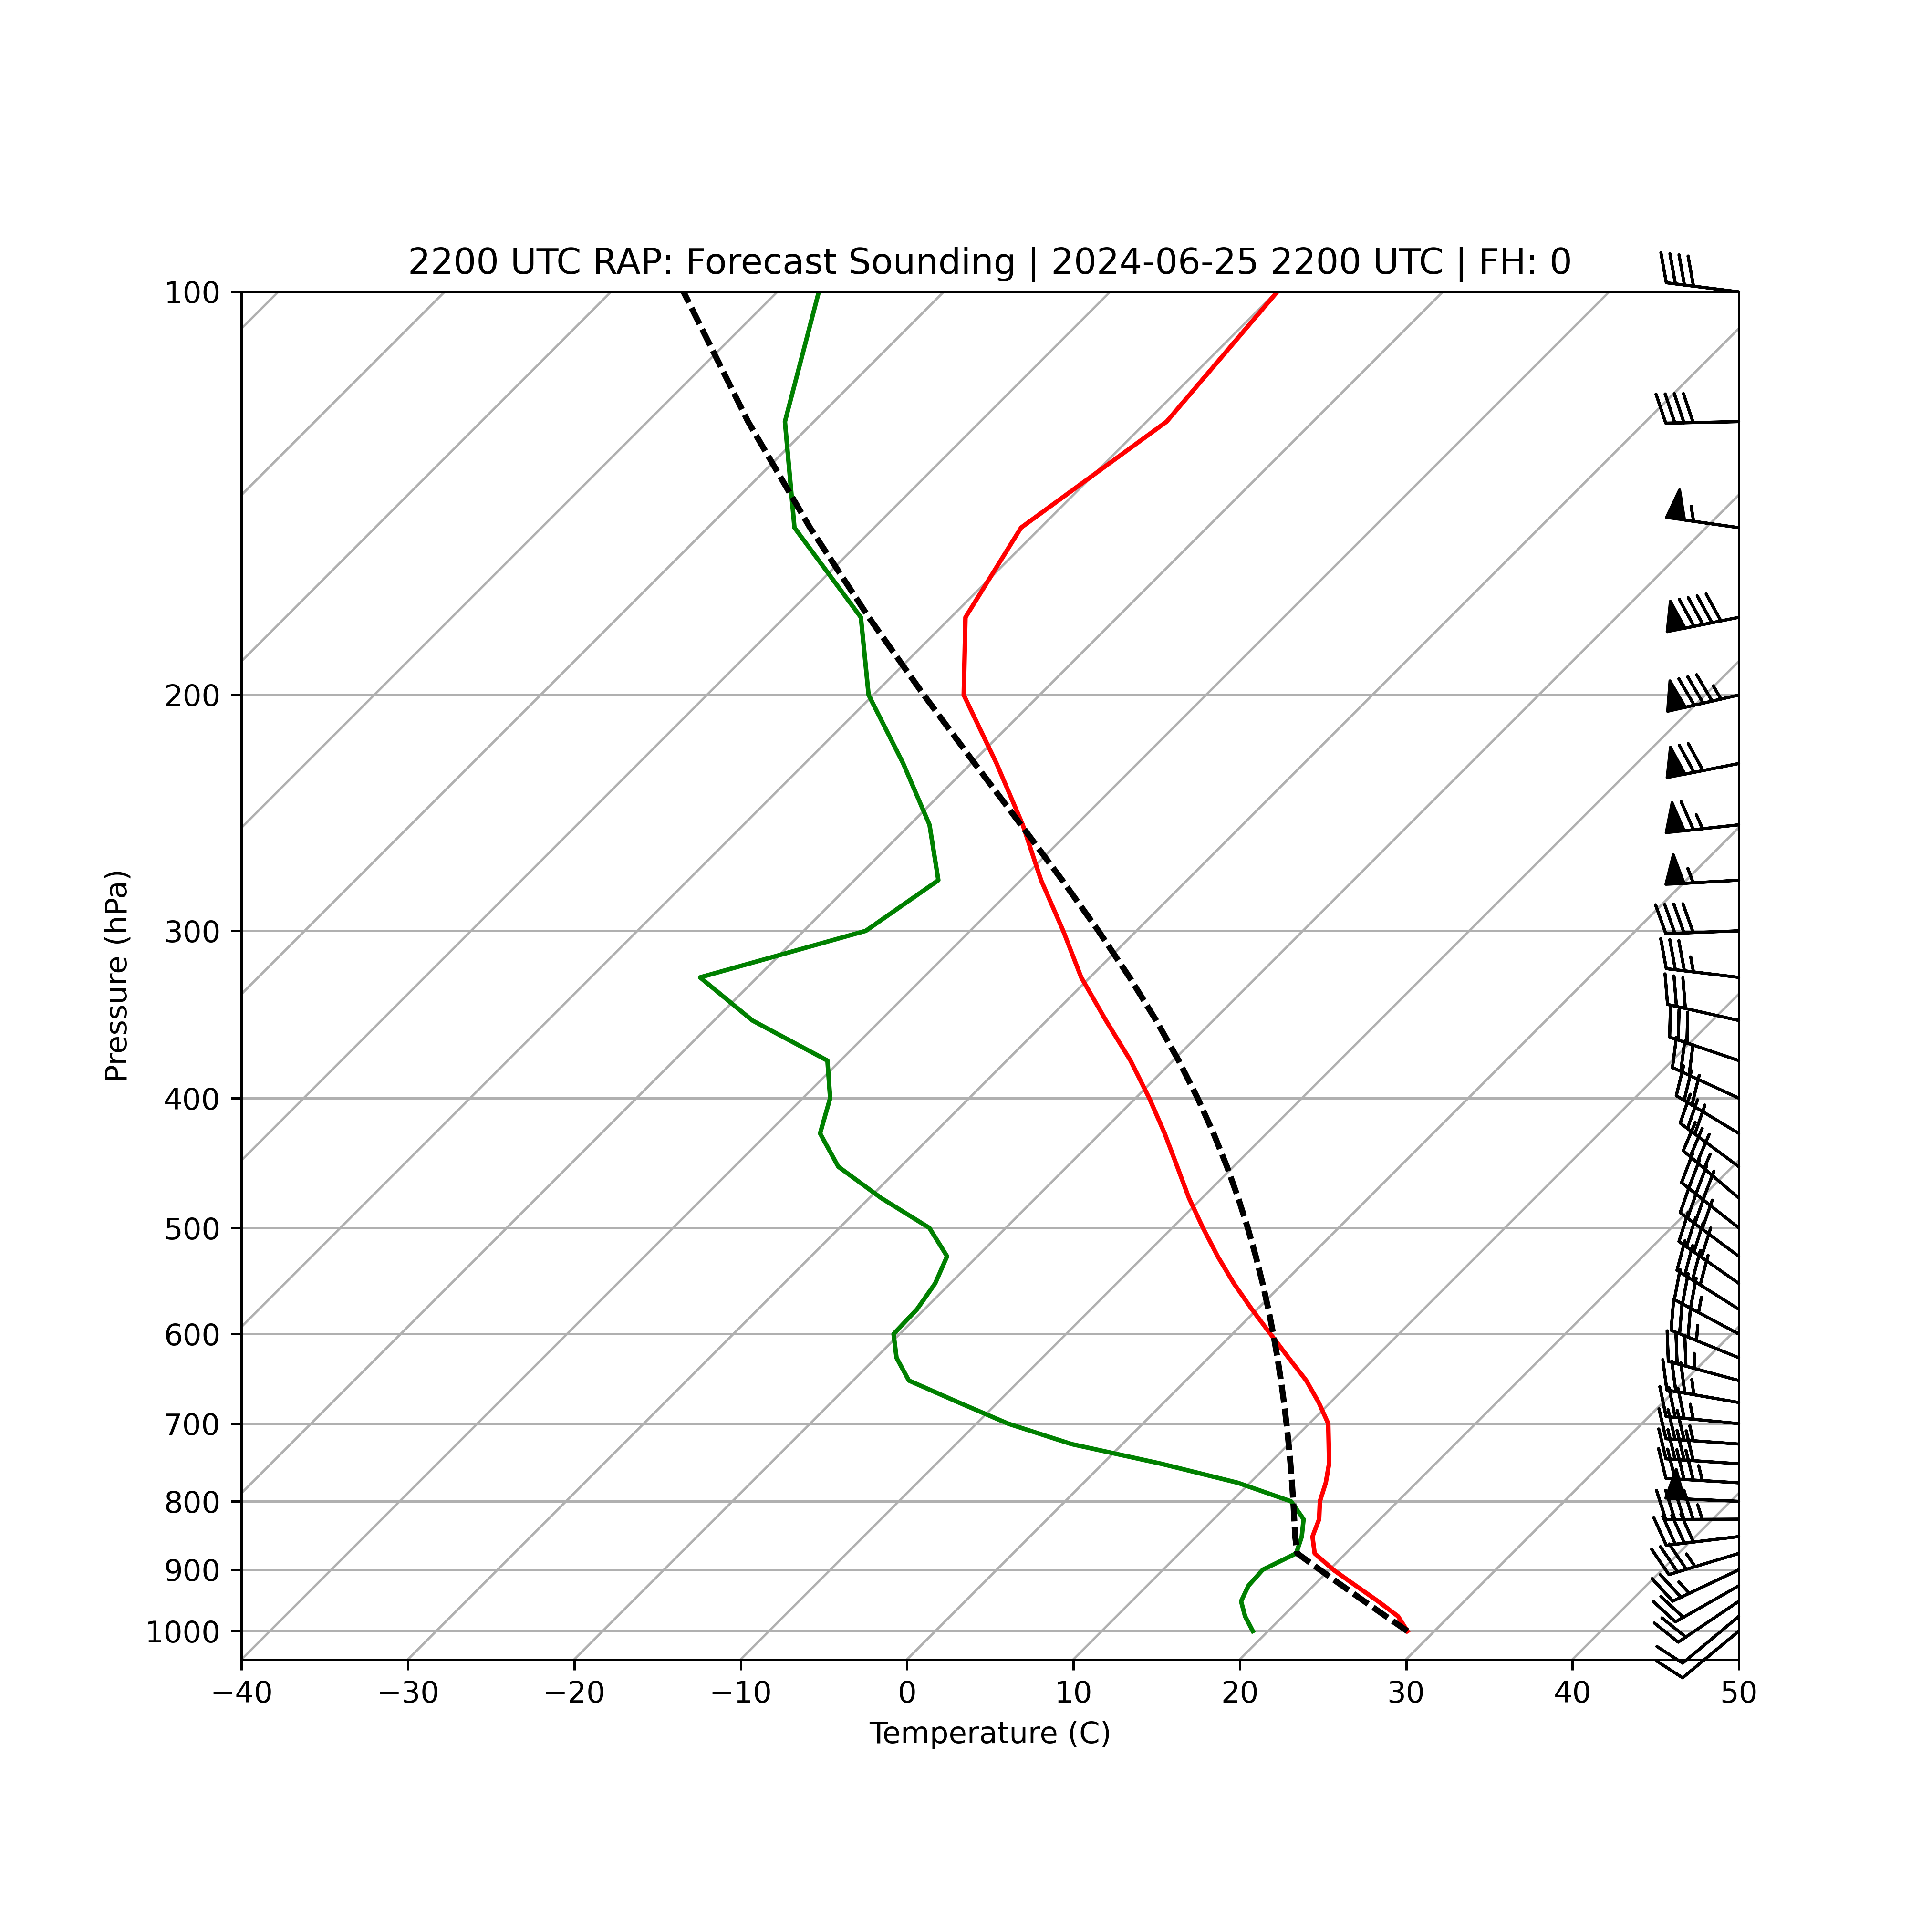 2200 UTC RAP: Forecast Sounding | 2024-06-25 2200 UTC | FH: 0
100
200
300
400
500
600
700
800
900
1000
Pressure (hPa)
−40 −30 −20 −10 0 10 20 30 40 50
Temperature (C)